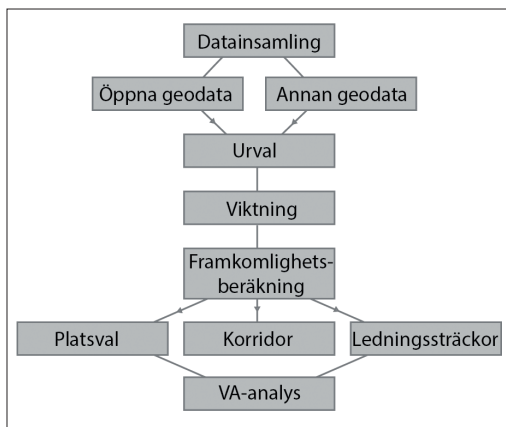 Datainsamling
Öppna geodata
Annan geodata
Urval
Viktning
Framkomlighets-
beräkning
Platsval
Korridor
Ledningssträckor
VA-analys